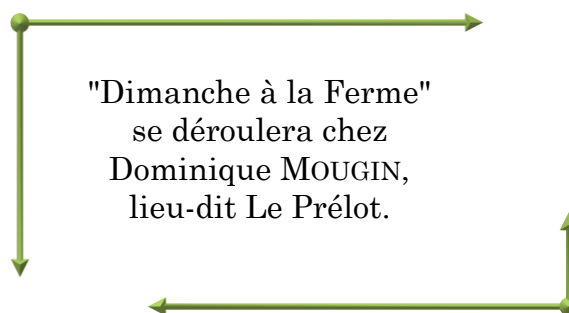 "Dimanche à la Ferme"
se déroulera chez
Dominique MOUGIN,
lieu-dit Le Prélot.